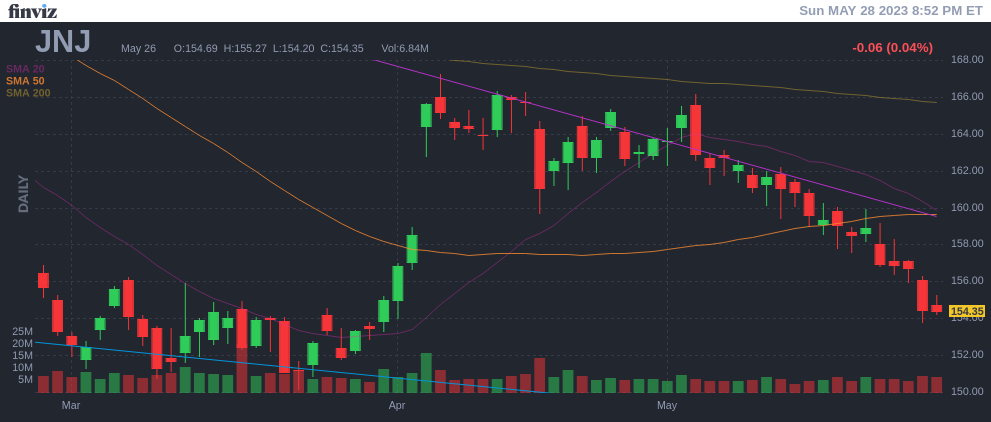 finviz
Sun MAY 28 2023 8:52 PM ET
JNJ
May 26 O:154.69 H:155.27 L:154.20 C:154.35 Vol:6.84M
-0.06 (0.04%)
SMA 20
SMA 50
SMA 200
DAILY
168.00
166.00
164.00
162.00
160.00
158.00
156.00
154.35
154.00
152.00
150.00
25M
20M
15M
10M
5M
Mar
Apr
May